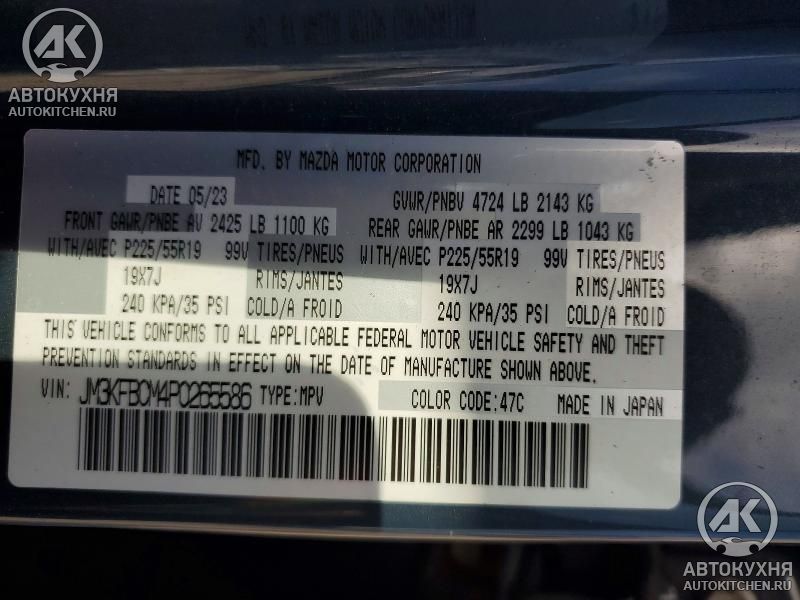 АК
АВТОКУХНЯ
AUTOKITCHEN.RU
MFD. BY MAZDA MOTOR CORPORATION
DATE 05/23 GVWR/PNBV 4724 LB 2143 KG
FRONT GAWR/PNBE AV 2425 LB 1100 KG REAR GAWR/PNBE AR 2299 LB 1043 KG
WITH/AVEC P225/55R19 99V TIRES/PNEUS WITH/AVEC P225/55R19 99V TIRES/PNEUS
19X7J RIMS/JANTES 19X7J RIMS/JANTES
240 KPA/35 PSI COLD/A FROID 240 KPA/35 PSI COLD/A FROID
THIS VEHICLE CONFORMS TO ALL APPLICABLE FEDERAL MOTOR VEHICLE SAFETY AND THEFT
PREVENTION STANDARDS IN EFFECT ON THE DATE OF MANUFACTURE SHOWN ABOVE.
VIN: JM3KFBCM4P0265586 TYPE:MPV COLOR CODE:47C MADE IN JAPAN
АК
АВТОКУХНЯ
AUTOKITCHEN.RU